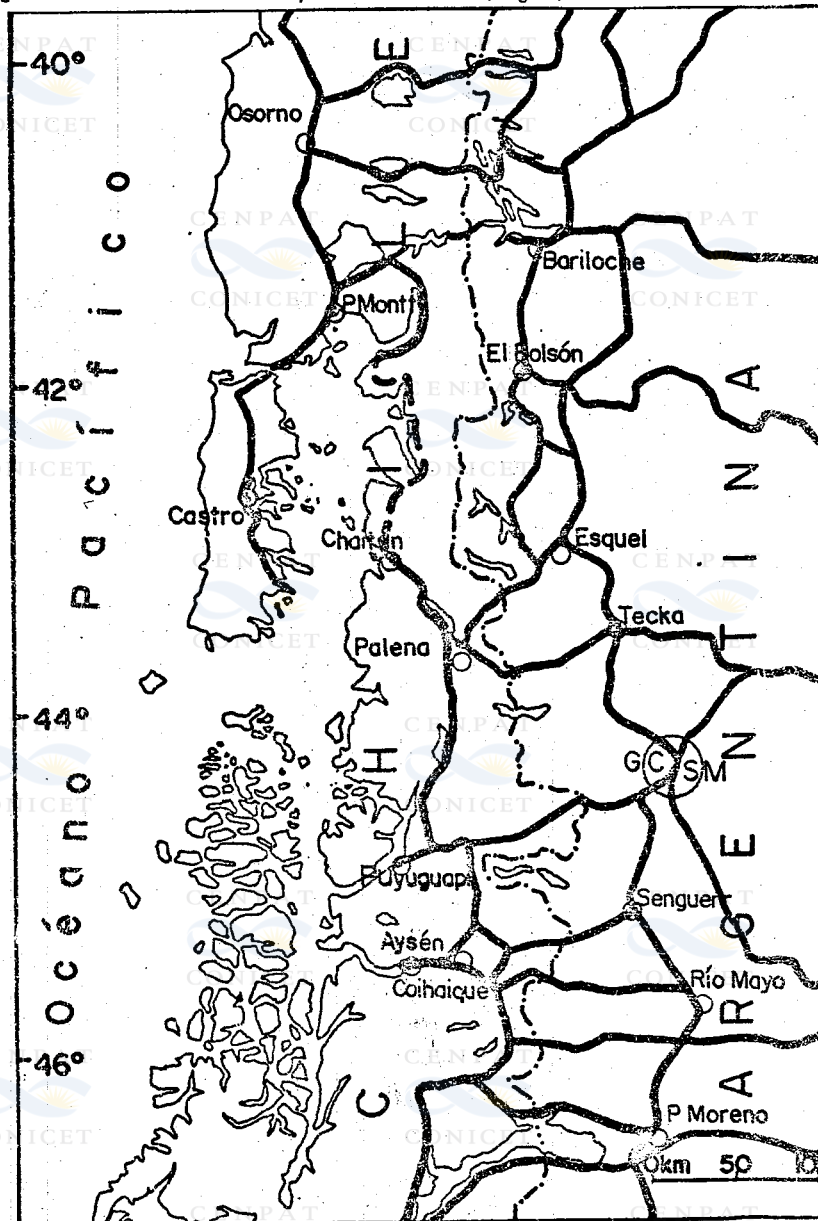 40°
Osorno
Bariloche
P Montt
El Bolsón
42°
Castro
Chaitén
Esquel
Tecka
Palena
44°
G C S M
Puyuguapi
Senguerr
Aysén
Coihaique
Río Mayo
46°
P Moreno
0km 50
Océano Pacífico
CHILE
ARGENTINA
CENPAT
CONICET